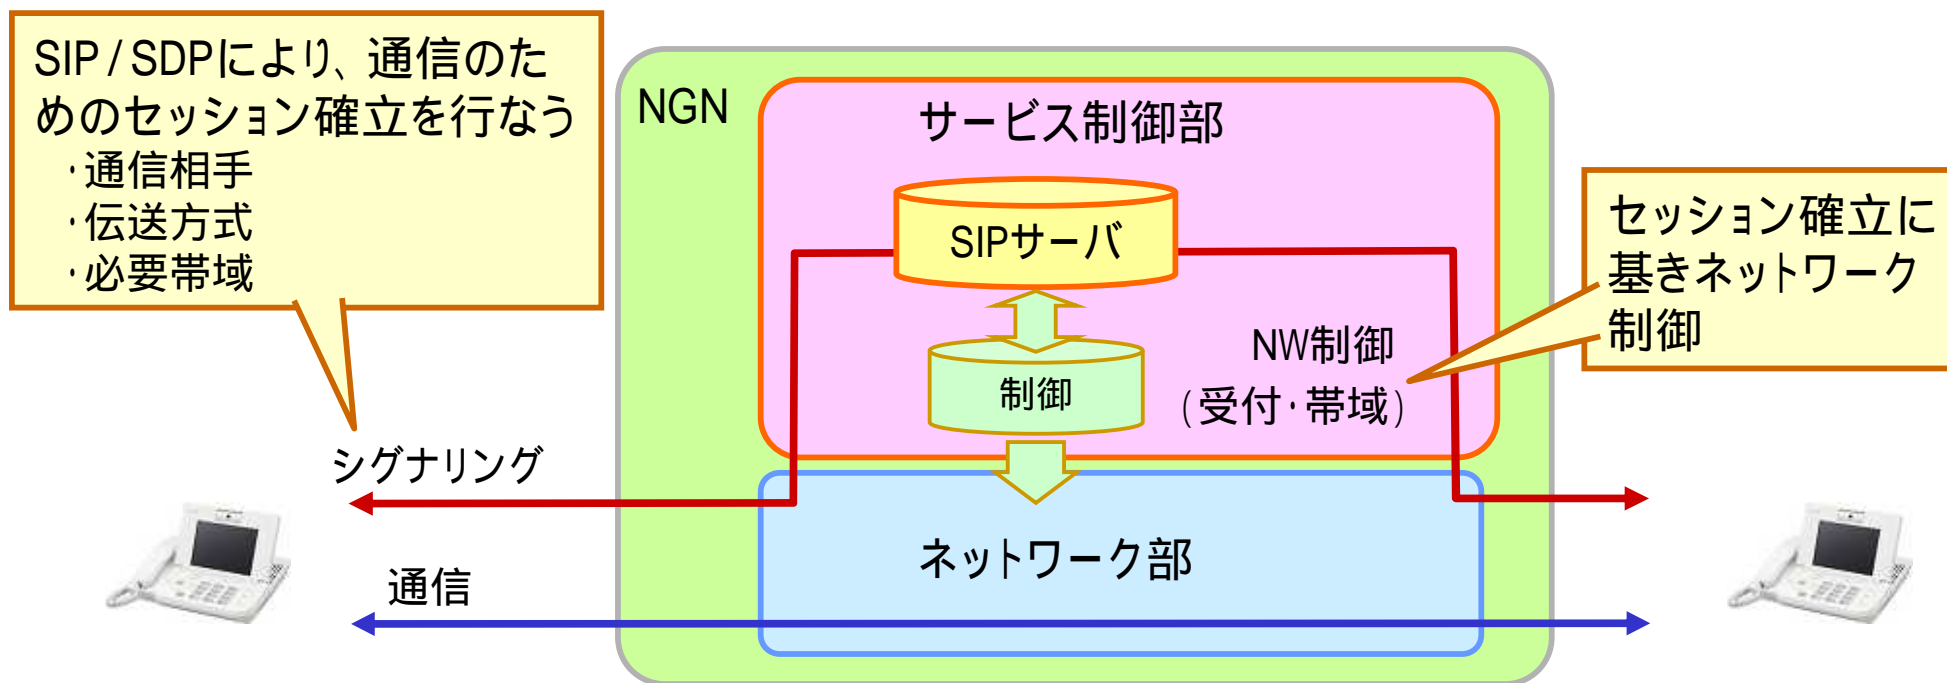 SIP/SDPにより、通信のた
めのセッション確立を行なう
・通信相手
・伝送方式
・必要帯域
NGN
サービス制御部
SIPサーバ
制御
NW制御
(受付・帯域)
セッション確立に
基きネットワーク
制御
シグナリング
ネットワーク部
通信